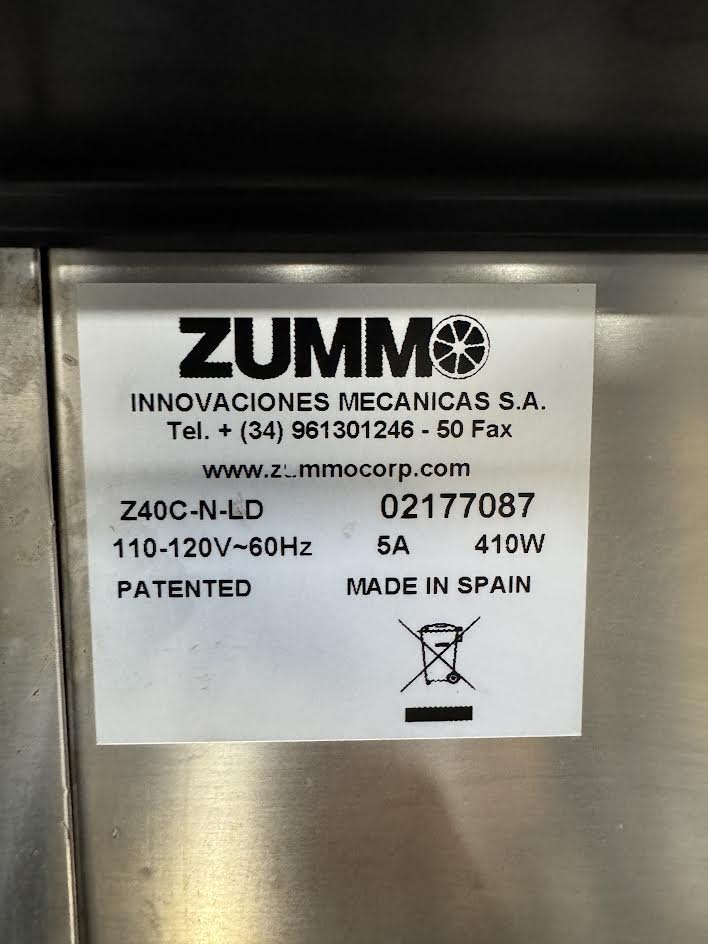 ZUMMO
INNOVACIONES MECANICAS S.A.
Tel. + (34) 961301246 - 50 Fax
www.zummocorp.com
Z40C-N-LD 02177087
110-120V~60Hz 5A 410W
PATENTED MADE IN SPAIN